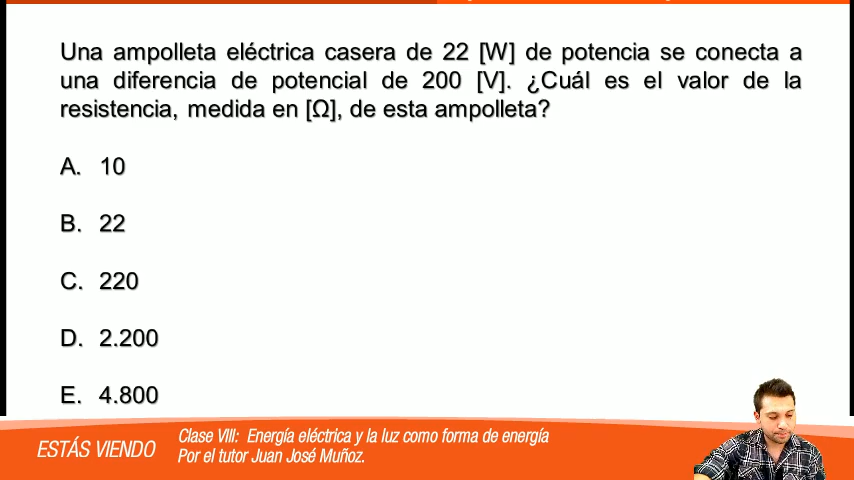 Una ampolleta eléctrica casera de 22 [W] de potencia se conecta a
una diferencia de potencial de 200 [V]. ¿Cuál es el valor de la
resistencia, medida en [Ω], de esta ampolleta?
A. 10
B. 22
C. 220
D. 2.200
E. 4.800
ESTÁS VIENDO
Clase VIII: Energía eléctrica y la luz como forma de energía
Por el tutor Juan José Muñoz.